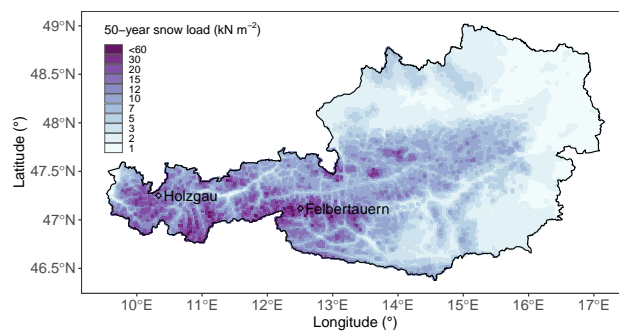 50−year snow load (kN m−2)
<60
30
20
15
12
10
7
5
3
2
1
Holzgau
Felbertauern
49°N
48.5°N
48°N
47.5°N
47°N
46.5°N
Latitude (°)
10°E 11°E 12°E 13°E 14°E 15°E 16°E 17°E
Longitude (°)